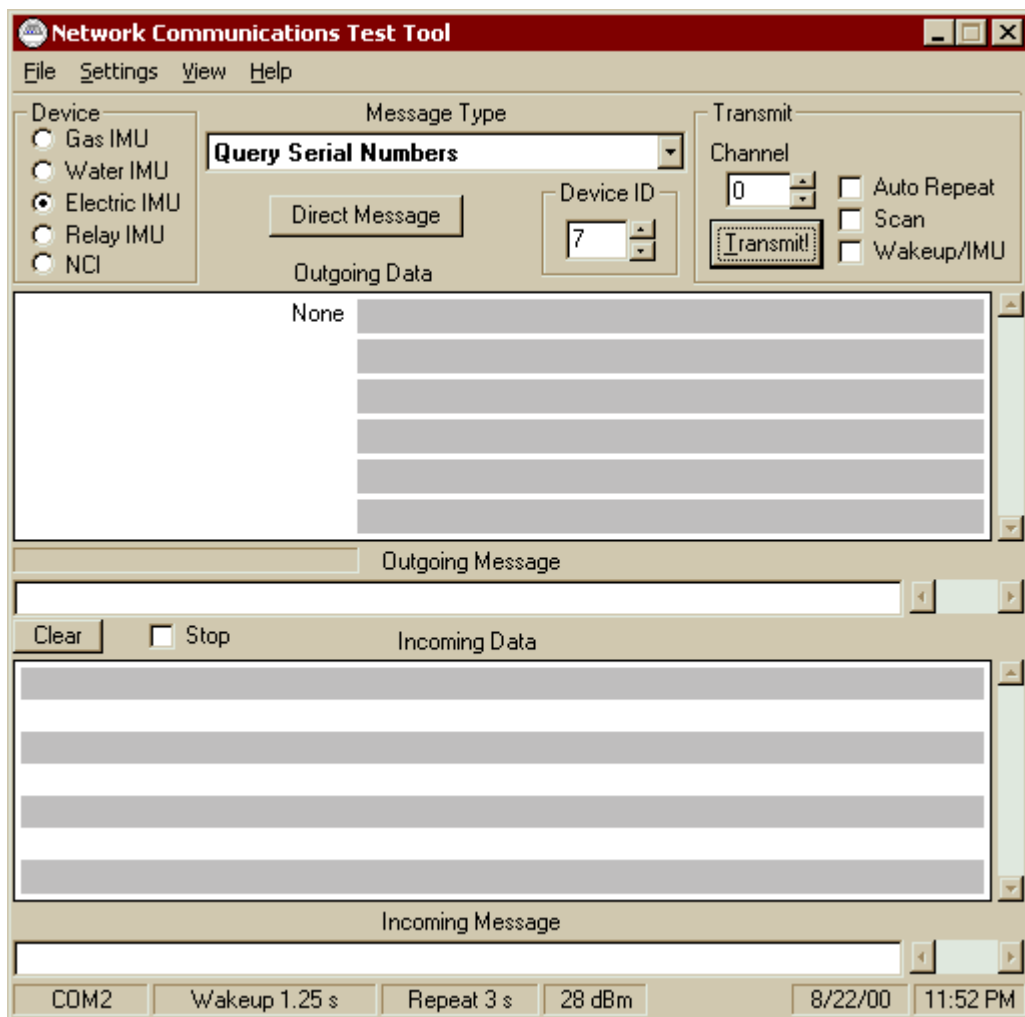 Network Communications Test Tool
File Settings View Help
Device
Gas IMU
Water IMU
Electric IMU
Relay IMU
NCI
Message Type
Query Serial Numbers
Direct Message
Device ID
7
Transmit
Channel
0
Transmit!
Auto Repeat
Scan
Wakeup/IMU
Outgoing Data
None
Outgoing Message
Clear
Stop
Incoming Data
Incoming Message
COM2 Wakeup 1.25 s Repeat 3 s 28 dBm 8/22/00 11:52 PM